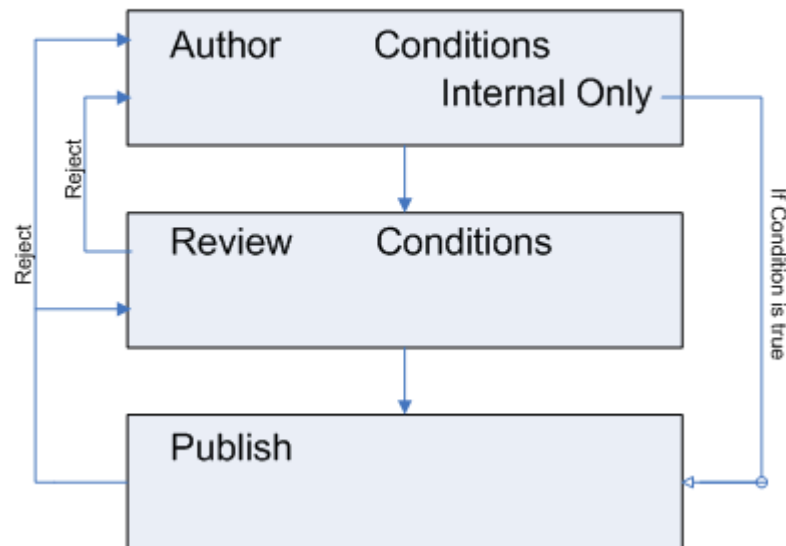 Author Conditions
Internal Only
Reject
Review Conditions
Reject
If Condition is true
Publish